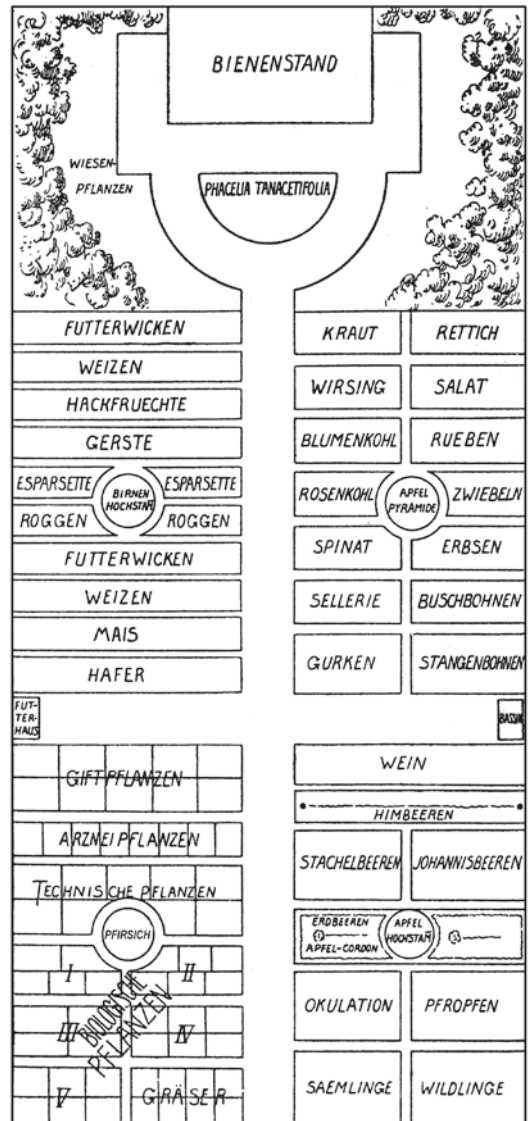 BIENENSTAND
WIESEN-
PFLANZEN
PHACELIA TANACETIFOLIA
FUTTERWICKEN
WEIZEN
HACKFRUECHTE
GERSTE
ESPARSETTE
ESPARSETTE
BIRNEN
HOCHSTAM̅
ROGGEN
ROGGEN
FUTTERWICKEN
WEIZEN
MAIS
HAFER
KRAUT
RETTICH
WIRSING
SALAT
BLUMENKOHL
RUEBEN
ROSENKOHL
APFEL
PYRAMIDE
ZWIEBELN
SPINAT
ERBSEN
SELLERIE
BUSCHBOHNEN
GURKEN
STANGENBOHNEN
FUT-
TER-
HAUS
BASSIN
GIFTPFLANZEN
ARZNEIPFLANZEN
TECHNISCHE PFLANZEN
PFIRSICH
I
II
BIOLOGISCHE
PFLANZEN
III
IV
V
GRÄSER
WEIN
HIMBEEREN
STACHELBEEREN
JOHANNISBEEREN
ERDBEEREN
APFEL-CORDON
APFEL
HOCHSTAM̅
OKULATION
PFROPFEN
SAEMLINGE
WILDLINGE